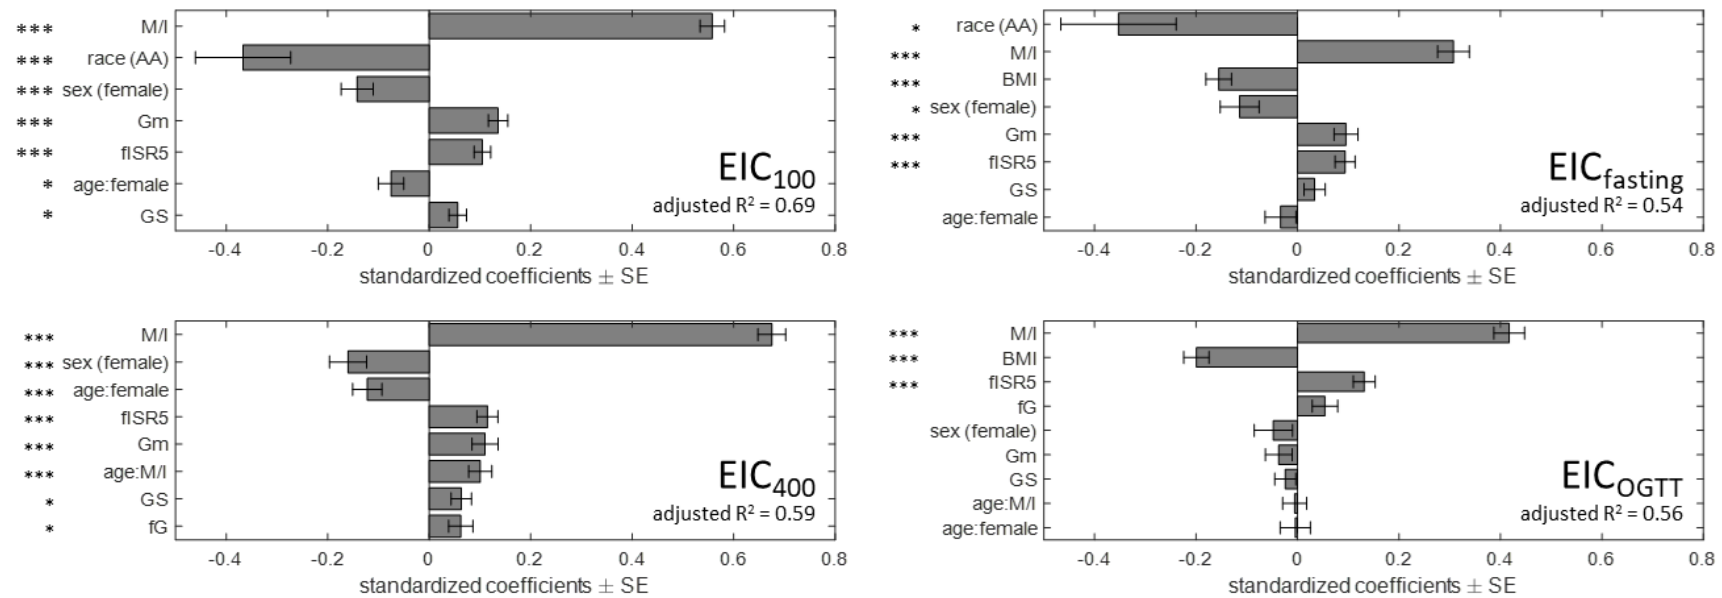 *** M/I
*** race (AA)
*** sex (female)
*** Gm
*** fISR5
* age:female
* GS
EIC100
adjusted R2 = 0.69
-0.4 -0.2 0 0.2 0.4 0.6 0.8
standardized coefficients ± SE
* race (AA)
*** M/I
*** BMI
* sex (female)
*** Gm
*** fISR5
GS
age:female
EICfasting
adjusted R2 = 0.54
-0.4 -0.2 0 0.2 0.4 0.6 0.8
standardized coefficients ± SE
*** M/I
*** sex (female)
*** age:female
*** fISR5
*** Gm
*** age:M/I
* GS
* fG
EIC400
adjusted R2 = 0.59
-0.4 -0.2 0 0.2 0.4 0.6 0.8
standardized coefficients ± SE
*** M/I
*** BMI
*** fISR5
fG
sex (female)
Gm
GS
age:M/I
age:female
EICOGTT
adjusted R2 = 0.56
-0.4 -0.2 0 0.2 0.4 0.6 0.8
standardized coefficients ± SE